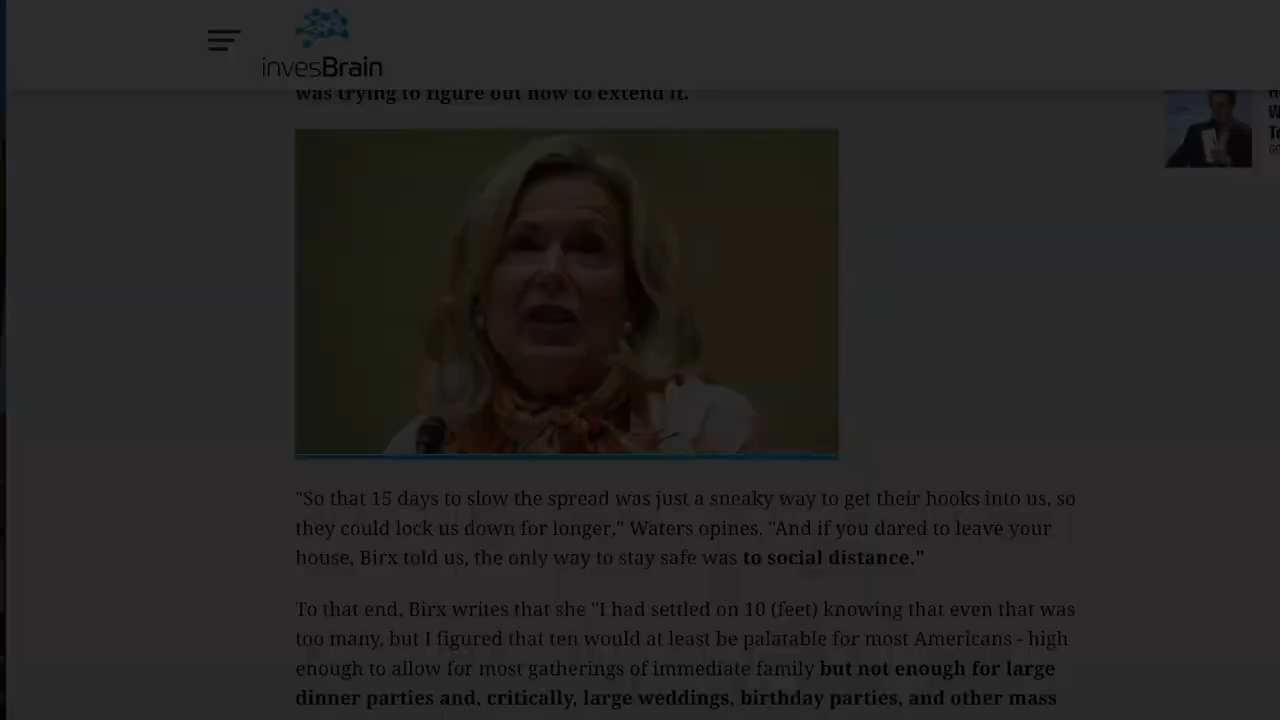 invesBrain
was trying to figure out how to extend it.
"So that 15 days to slow the spread was just a sneaky way to get their hooks into us, so
they could lock us down for longer," Waters opines. "And if you dared to leave your
house, Birx told us, the only way to stay safe was to social distance."
To that end, Birx writes that she "I had settled on 10 (feet) knowing that even that was
too many, but I figured that ten would at least be palatable for most Americans - high
enough to allow for most gatherings of immediate family but not enough for large
dinner parties and, critically, large weddings, birthday parties, and other mass